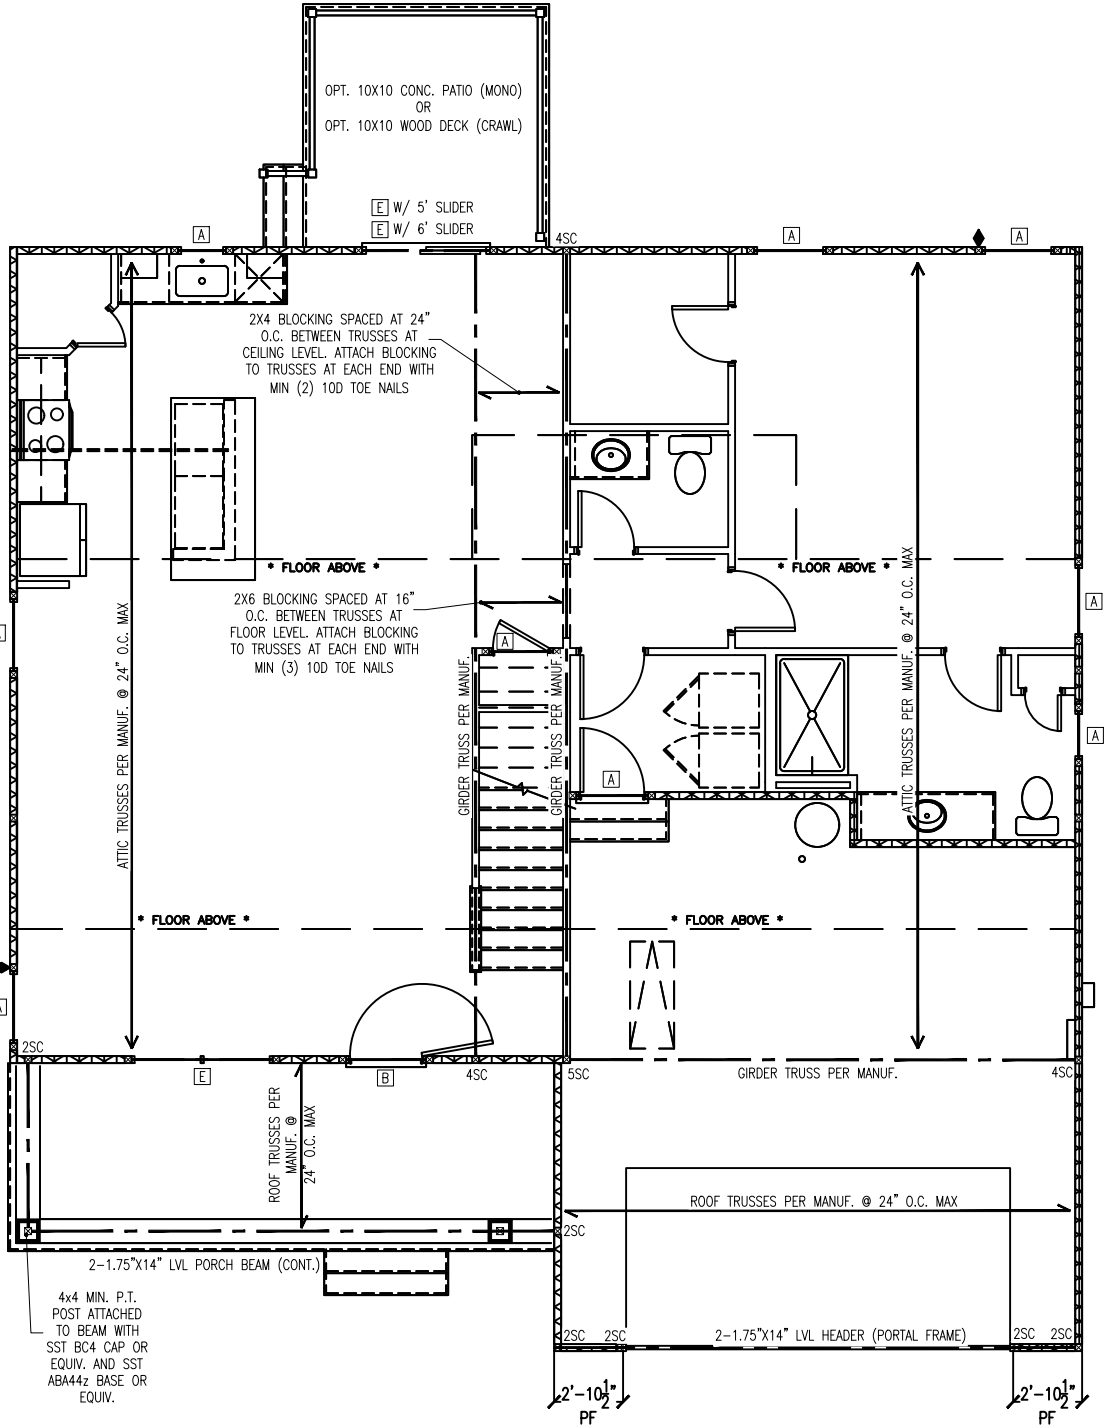 OPT. 10X10 CONC. PATIO (MONO)
OR
OPT. 10X10 WOOD DECK (CRAWL)
E W/ 5' SLIDER
E W/ 6' SLIDER
A
4SC
A
A
2X4 BLOCKING SPACED AT 24"
O.C. BETWEEN TRUSSES AT
CEILING LEVEL. ATTACH BLOCKING
TO TRUSSES AT EACH END WITH
MIN (2) 10D TOE NAILS
* FLOOR ABOVE *
* FLOOR ABOVE *
2X6 BLOCKING SPACED AT 16"
O.C. BETWEEN TRUSSES AT
FLOOR LEVEL. ATTACH BLOCKING
TO TRUSSES AT EACH END WITH
MIN (3) 10D TOE NAILS
ATTIC TRUSSES PER MANUF. @ 24" O.C. MAX
GIRDER TRUSS PER MANUF.
GIRDER TRUSS PER MANUF.
ATTIC TRUSSES PER MANUF. @ 24" O.C. MAX
A
A
A
A
* FLOOR ABOVE *
* FLOOR ABOVE *
2SC
E
B
4SC
5SC
GIRDER TRUSS PER MANUF.
4SC
ROOF TRUSSES PER
MANUF. @
24" O.C. MAX
ROOF TRUSSES PER MANUF. @ 24" O.C. MAX
2SC
2-1.75"X14" LVL PORCH BEAM (CONT.)
4x4 MIN. P.T.
POST ATTACHED
TO BEAM WITH
SST BC4 CAP OR
EQUIV. AND SST
ABA44z BASE OR
EQUIV.
2SC 2SC
2-1.75"X14" LVL HEADER (PORTAL FRAME)
2SC 2SC
2'-10½"
PF
2'-10½"
PF